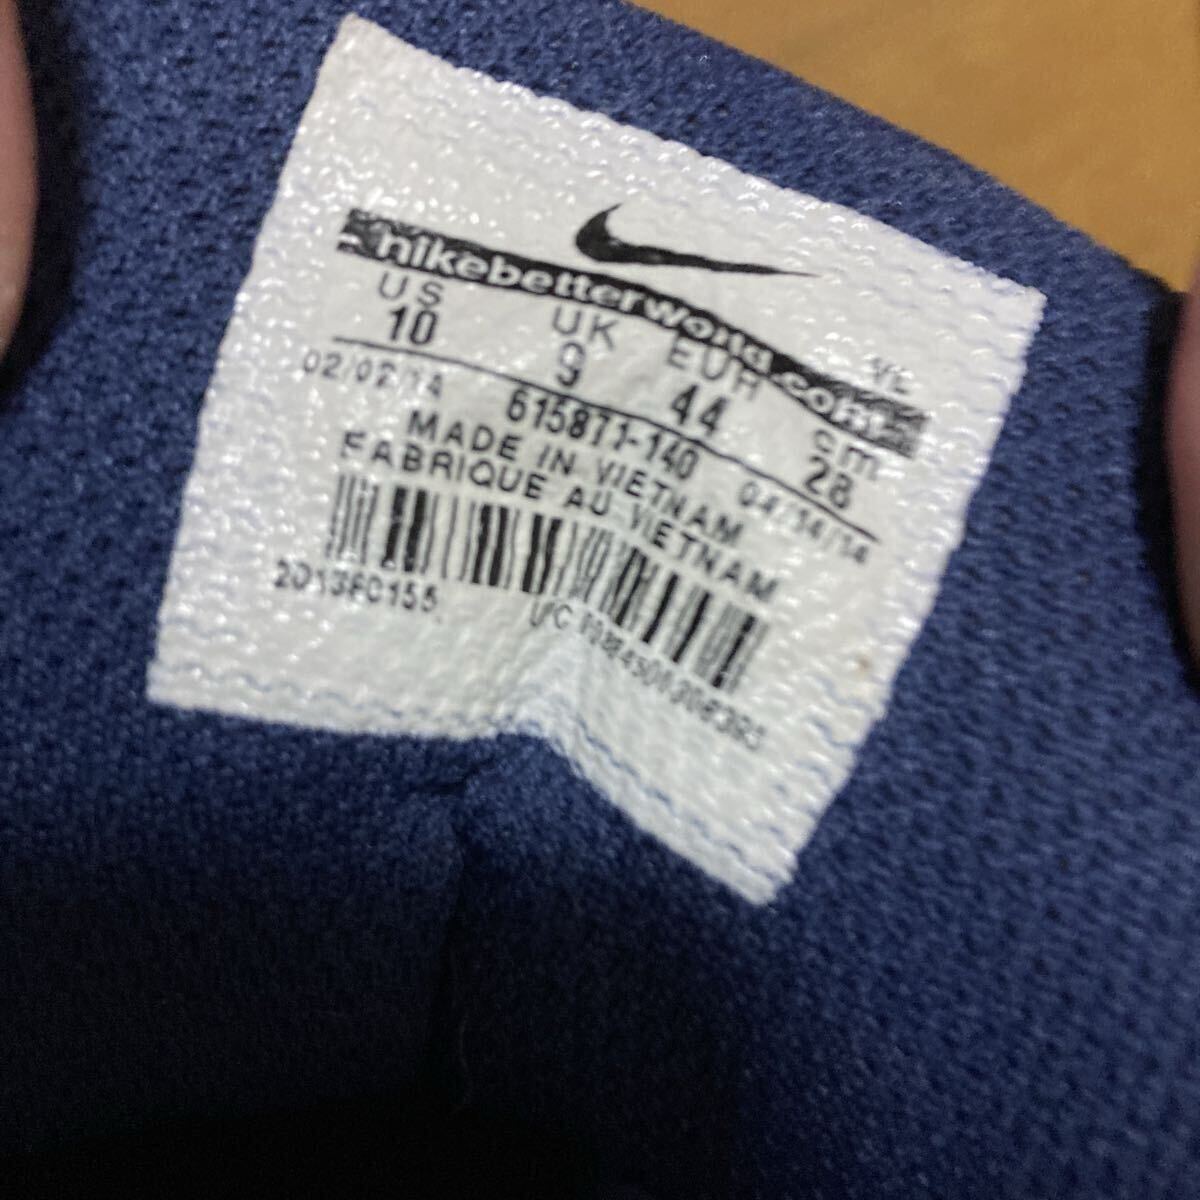 nikebetterworld.com
US UK EUR cm
10 9 44 28
02/02/14 615871-140 04/14/14
MADE IN VIETNAM
FABRIQUE AU VIETNAM